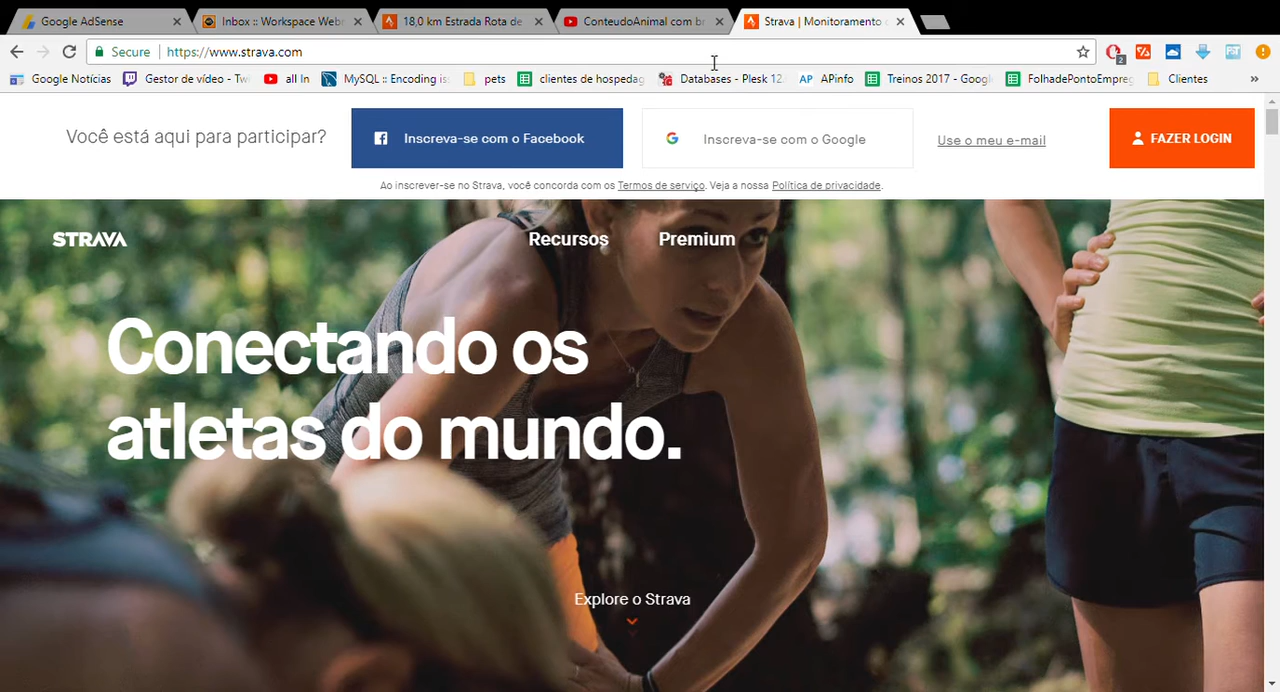 Google AdSense
Inbox :: Workspace Webm
18,0 km Estrada Rota de
ConteudoAnimal com br
Strava | Monitoramento
Secure
https://www.strava.com
2
Google Notícias
Gestor de vídeo - Tw
all In
MySQL :: Encoding is
pets
clientes de hospedag
Databases - Plesk 12
AP APinfo
Treinos 2017 - Googl
FolhadePontoEmpreg
Clientes
»
Você está aqui para participar?
Inscreva-se com o Facebook
Inscreva-se com o Google
Use o meu e-mail
FAZER LOGIN
Ao inscrever-se no Strava, você concorda com os Termos de serviço. Veja a nossa Política de privacidade.
STRAVA
Recursos
Premium
Conectando os
atletas do mundo.
Explore o Strava